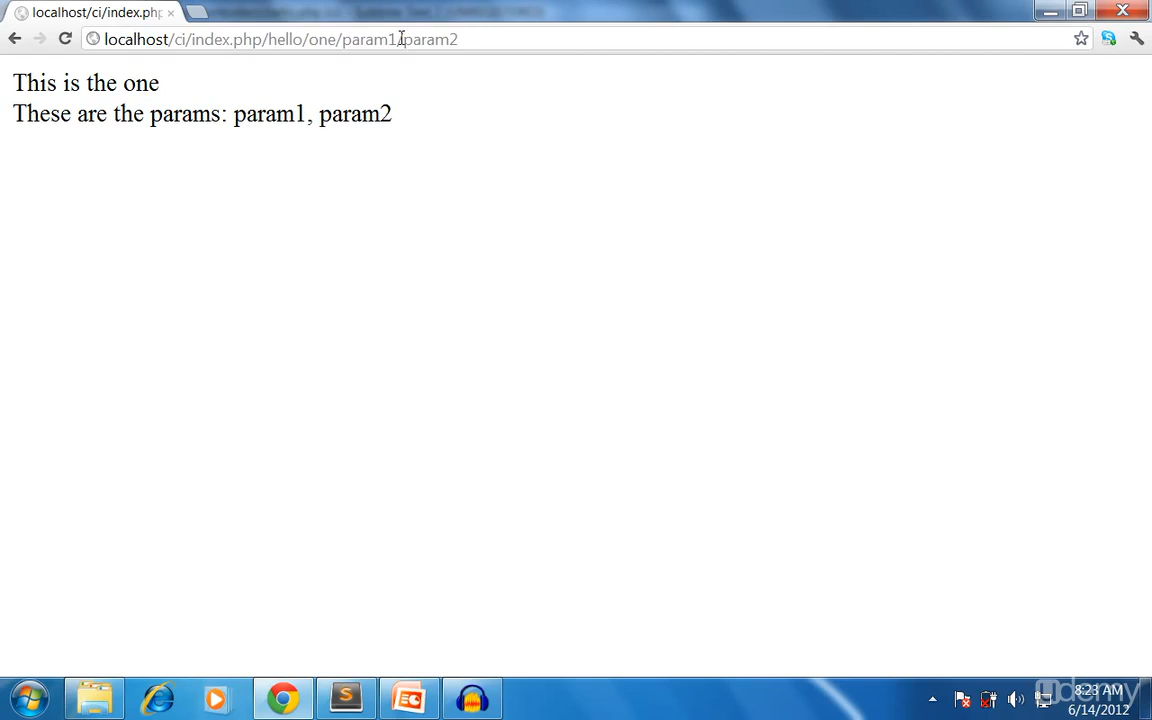 localhost/ci/index.php
localhost/ci/index.php/hello/one/param1/param2
This is the one
These are the params: param1, param2
8:23 AM
6/14/2012
udemy